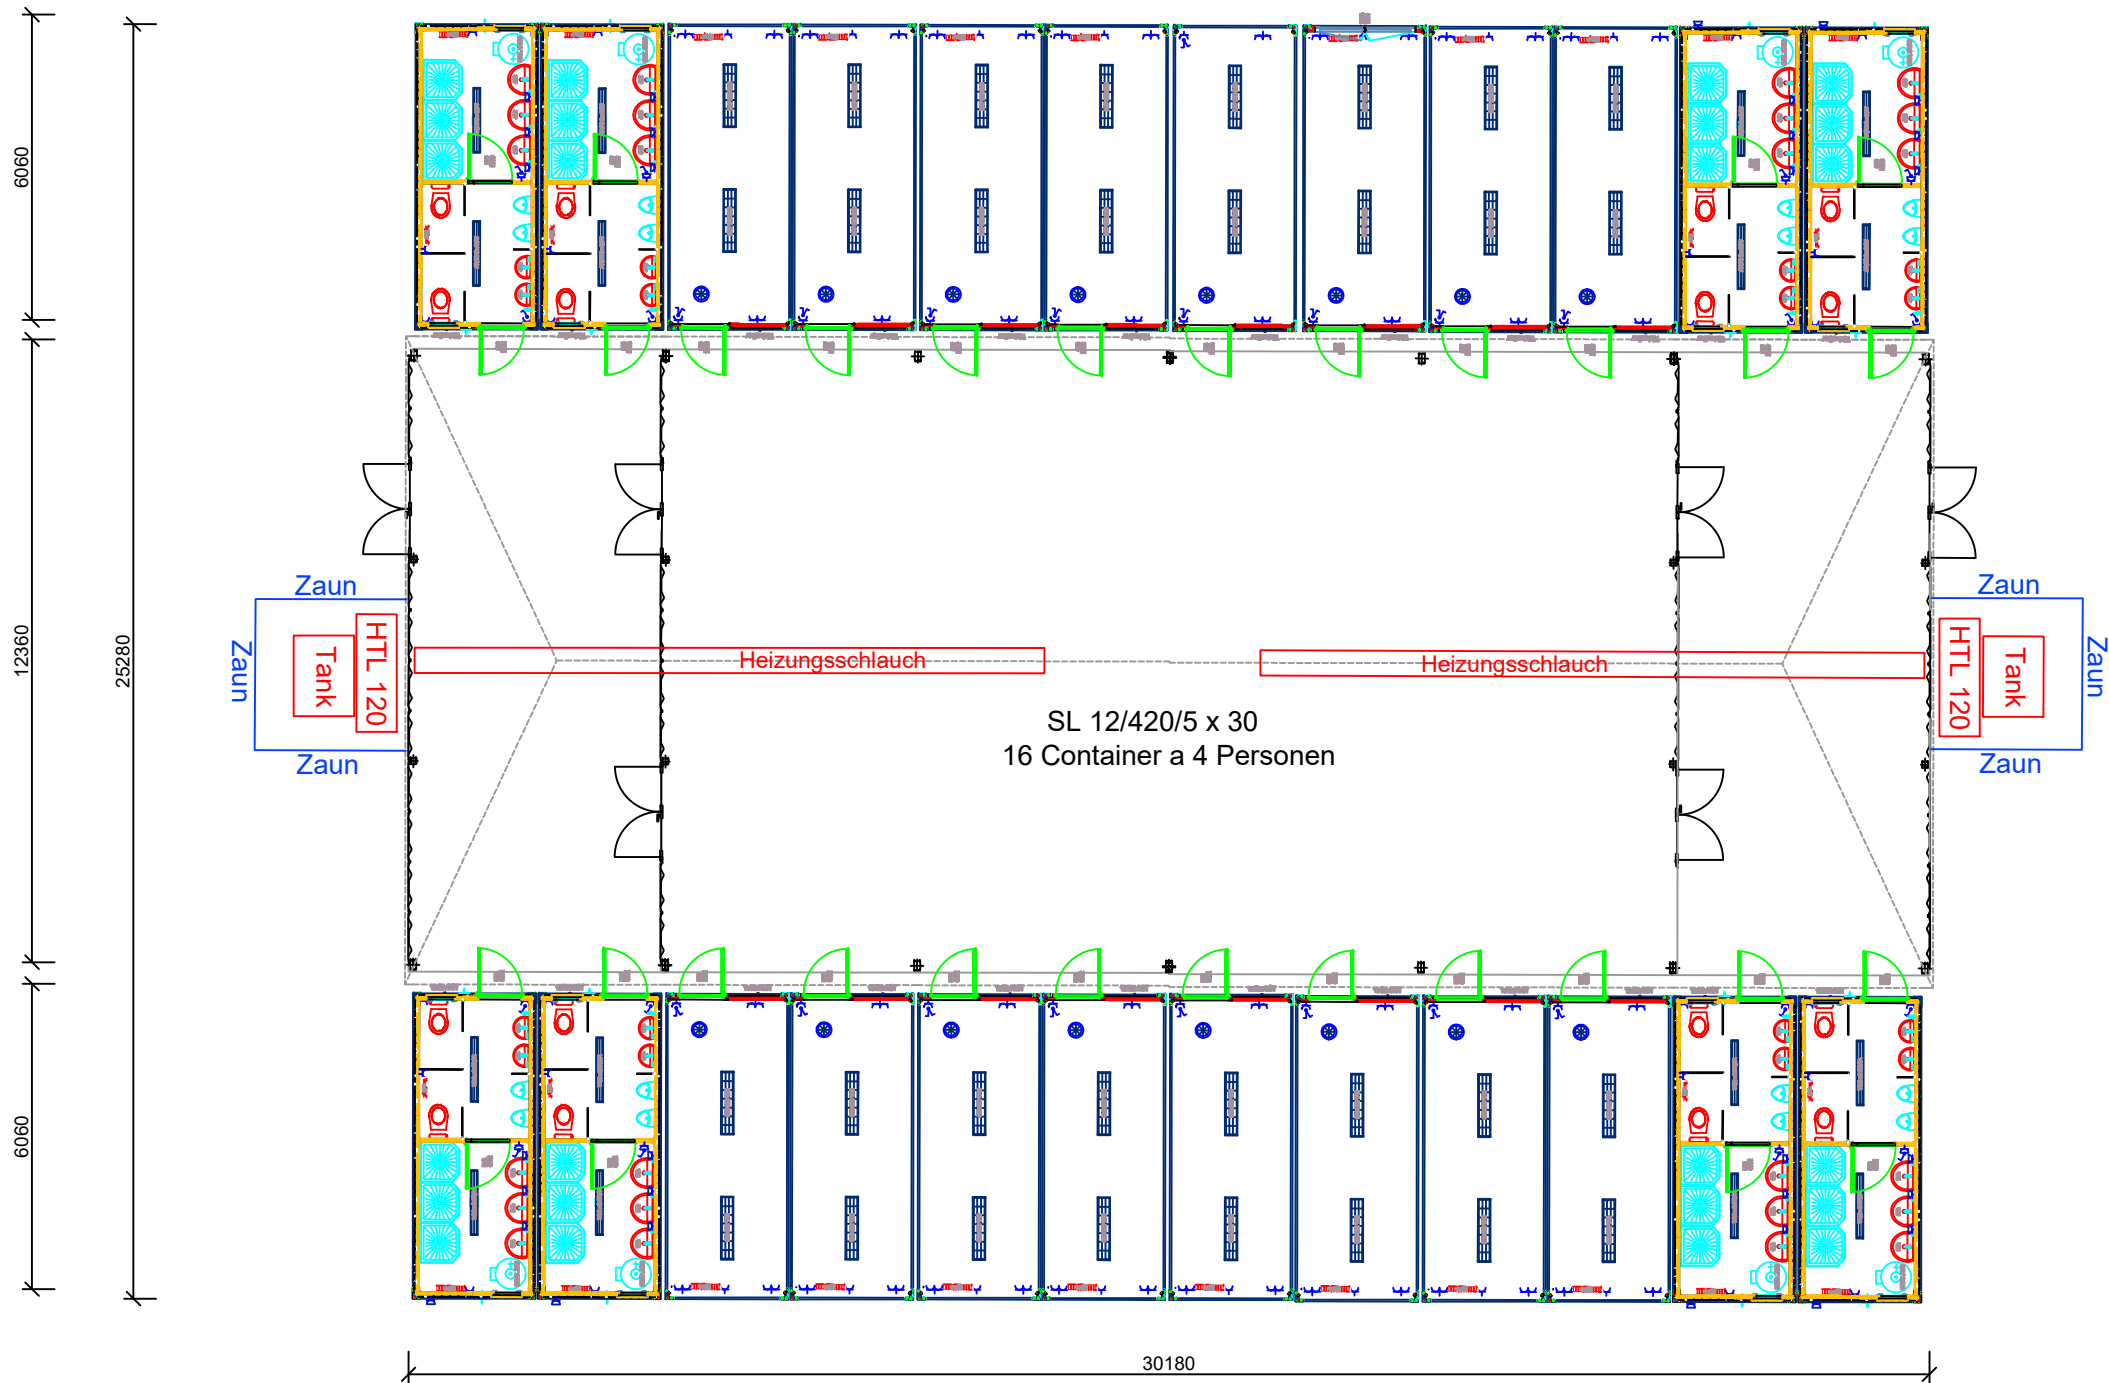 6060
12360
25280
6060
Zaun
Zaun
Tank
HTL 120
Zaun
Heizungsschlauch
Heizungsschlauch
SL 12/420/5 x 30
16 Container a 4 Personen
Zaun
HTL 120
Tank
Zaun
Zaun
30180